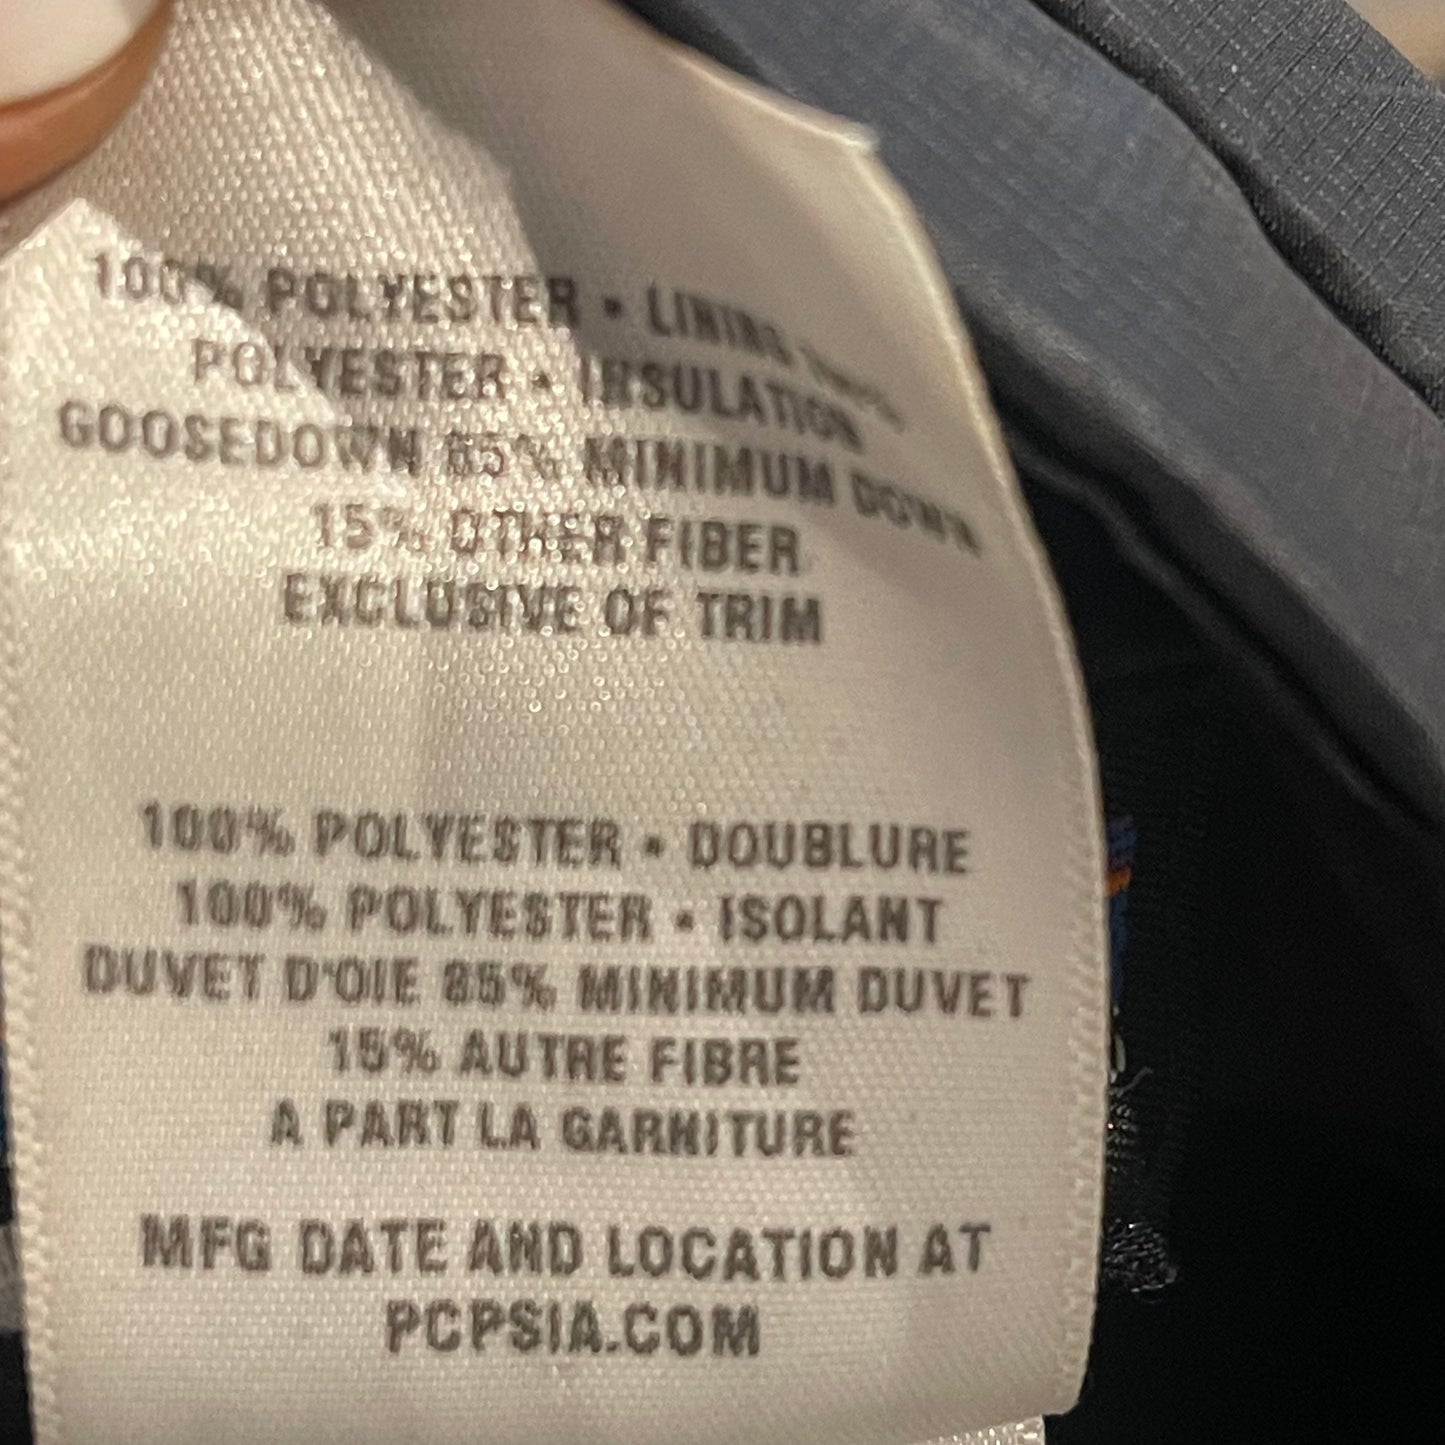 100% POLYESTER • LINING 100%
POLYESTER • INSULATION
GOOSEDOWN 85% MINIMUM DOWN
15% OTHER FIBER
EXCLUSIVE OF TRIM
100% POLYESTER • DOUBLURE
100% POLYESTER • ISOLANT
DUVET D'OIE 85% MINIMUM DUVET
15% AUTRE FIBRE
A PART LA GARNITURE
MFG DATE AND LOCATION AT
PCPSIA.COM